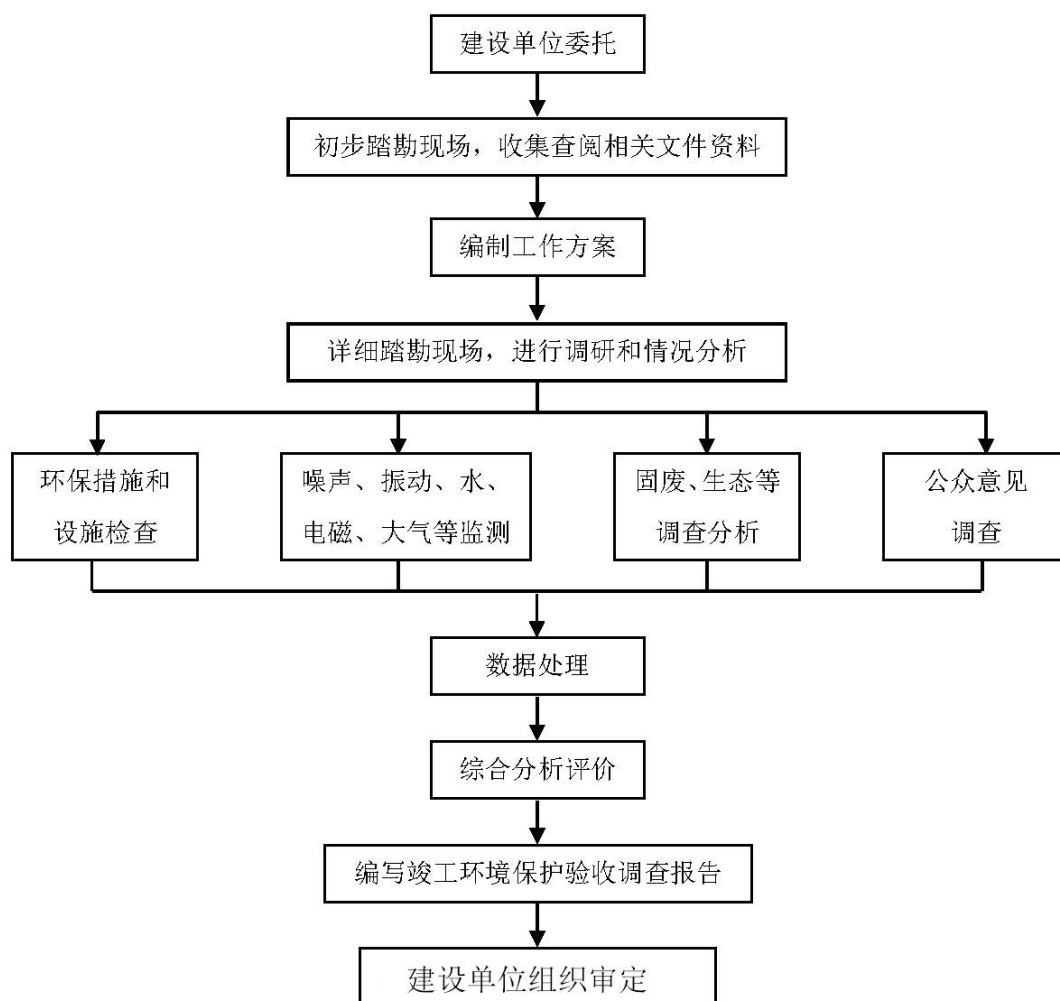 建设单位委托
初步踏勘现场，收集查阅相关文件资料
编制工作方案
详细踏勘现场，进行调研和情况分析
环保措施和
设施检查
噪声、振动、水、
电磁、大气等监测
固废、生态等
调查分析
公众意见
调查
数据处理
综合分析评价
编写竣工环境保护验收调查报告
建设单位组织审定